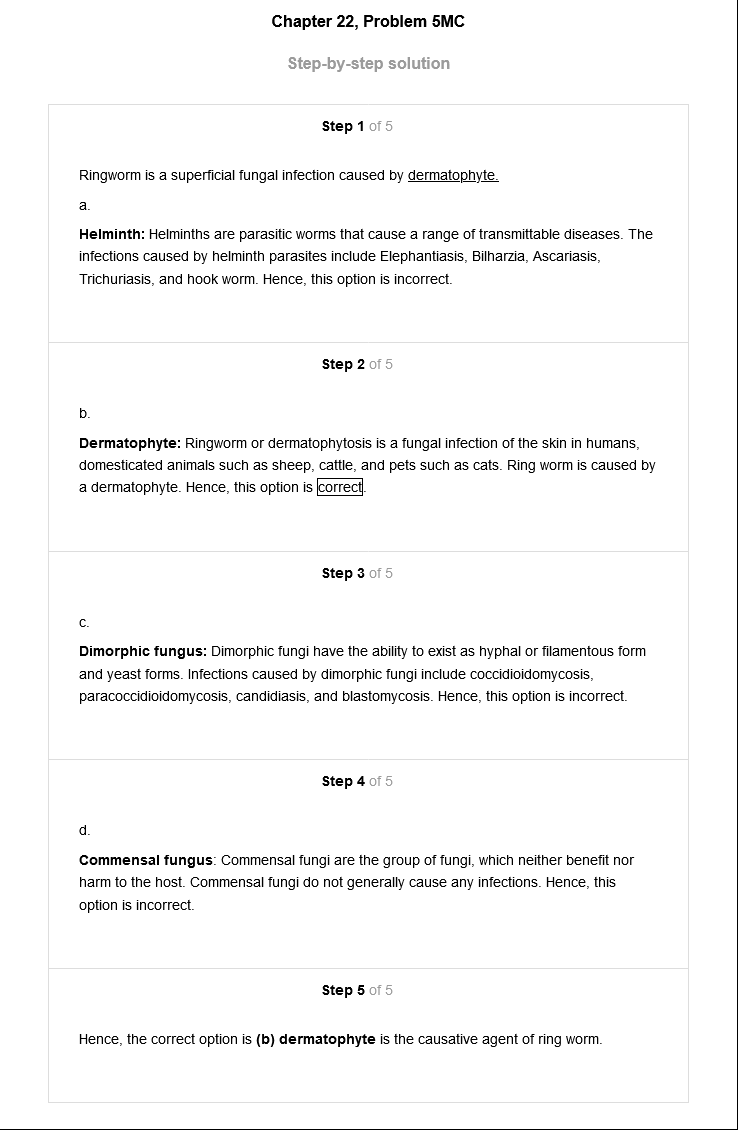 Chapter 22, Problem 5MC
Step-by-step solution
Step 1 of 5
Ringworm is a superficial fungal infection caused by dermatophyte.
a.
Helminth: Helminths are parasitic worms that cause a range of transmittable diseases. The
infections caused by helminth parasites include Elephantiasis, Bilharzia, Ascariasis,
Trichuriasis, and hook worm. Hence, this option is incorrect.
Step 2 of 5
b.
Dermatophyte: Ringworm or dermatophytosis is a fungal infection of the skin in humans,
domesticated animals such as sheep, cattle, and pets such as cats. Ring worm is caused by
a dermatophyte. Hence, this option is correct.
Step 3 of 5
c.
Dimorphic fungus: Dimorphic fungi have the ability to exist as hyphal or filamentous form
and yeast forms. Infections caused by dimorphic fungi include coccidioidomycosis,
paracoccidioidomycosis, candidiasis, and blastomycosis. Hence, this option is incorrect.
Step 4 of 5
d.
Commensal fungus: Commensal fungi are the group of fungi, which neither benefit nor
harm to the host. Commensal fungi do not generally cause any infections. Hence, this
option is incorrect.
Step 5 of 5
Hence, the correct option is (b) dermatophyte is the causative agent of ring worm.